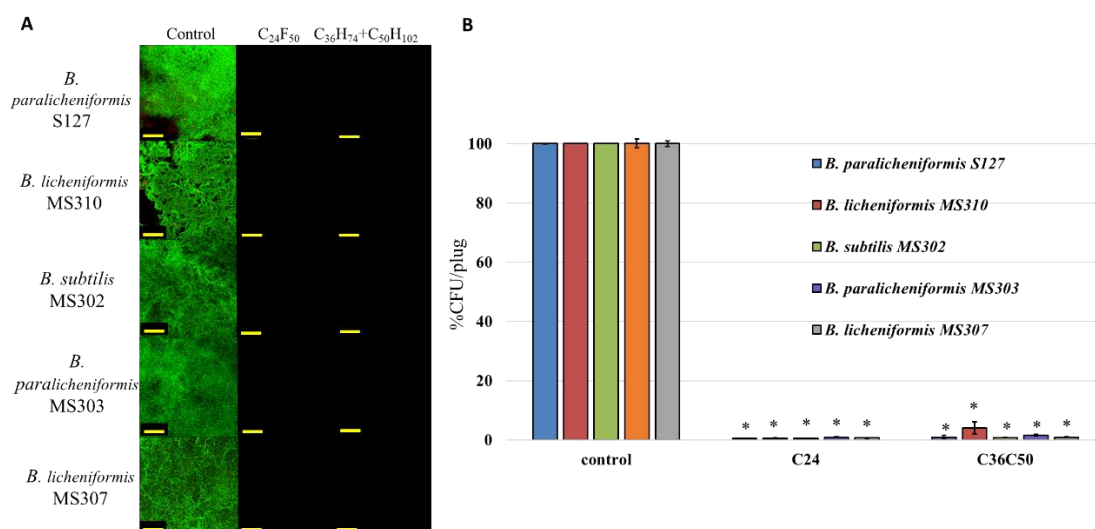 A
Control C₂₄F₅₀ C₃₆H₇₄+C₅₀H₁₀₂
B.
paralicheniformis
S127
B. licheniformis
MS310
B. subtilis
MS302
B.
paralicheniformis
MS303
B. licheniformis
MS307
B
%CFU/plug
100
80
60
40
20
0
B. paralicheniformis S127
B. licheniformis MS310
B. subtilis MS302
B. paralicheniformis MS303
B. licheniformis MS307
* * * * *
* * * * *
control C24 C36C50